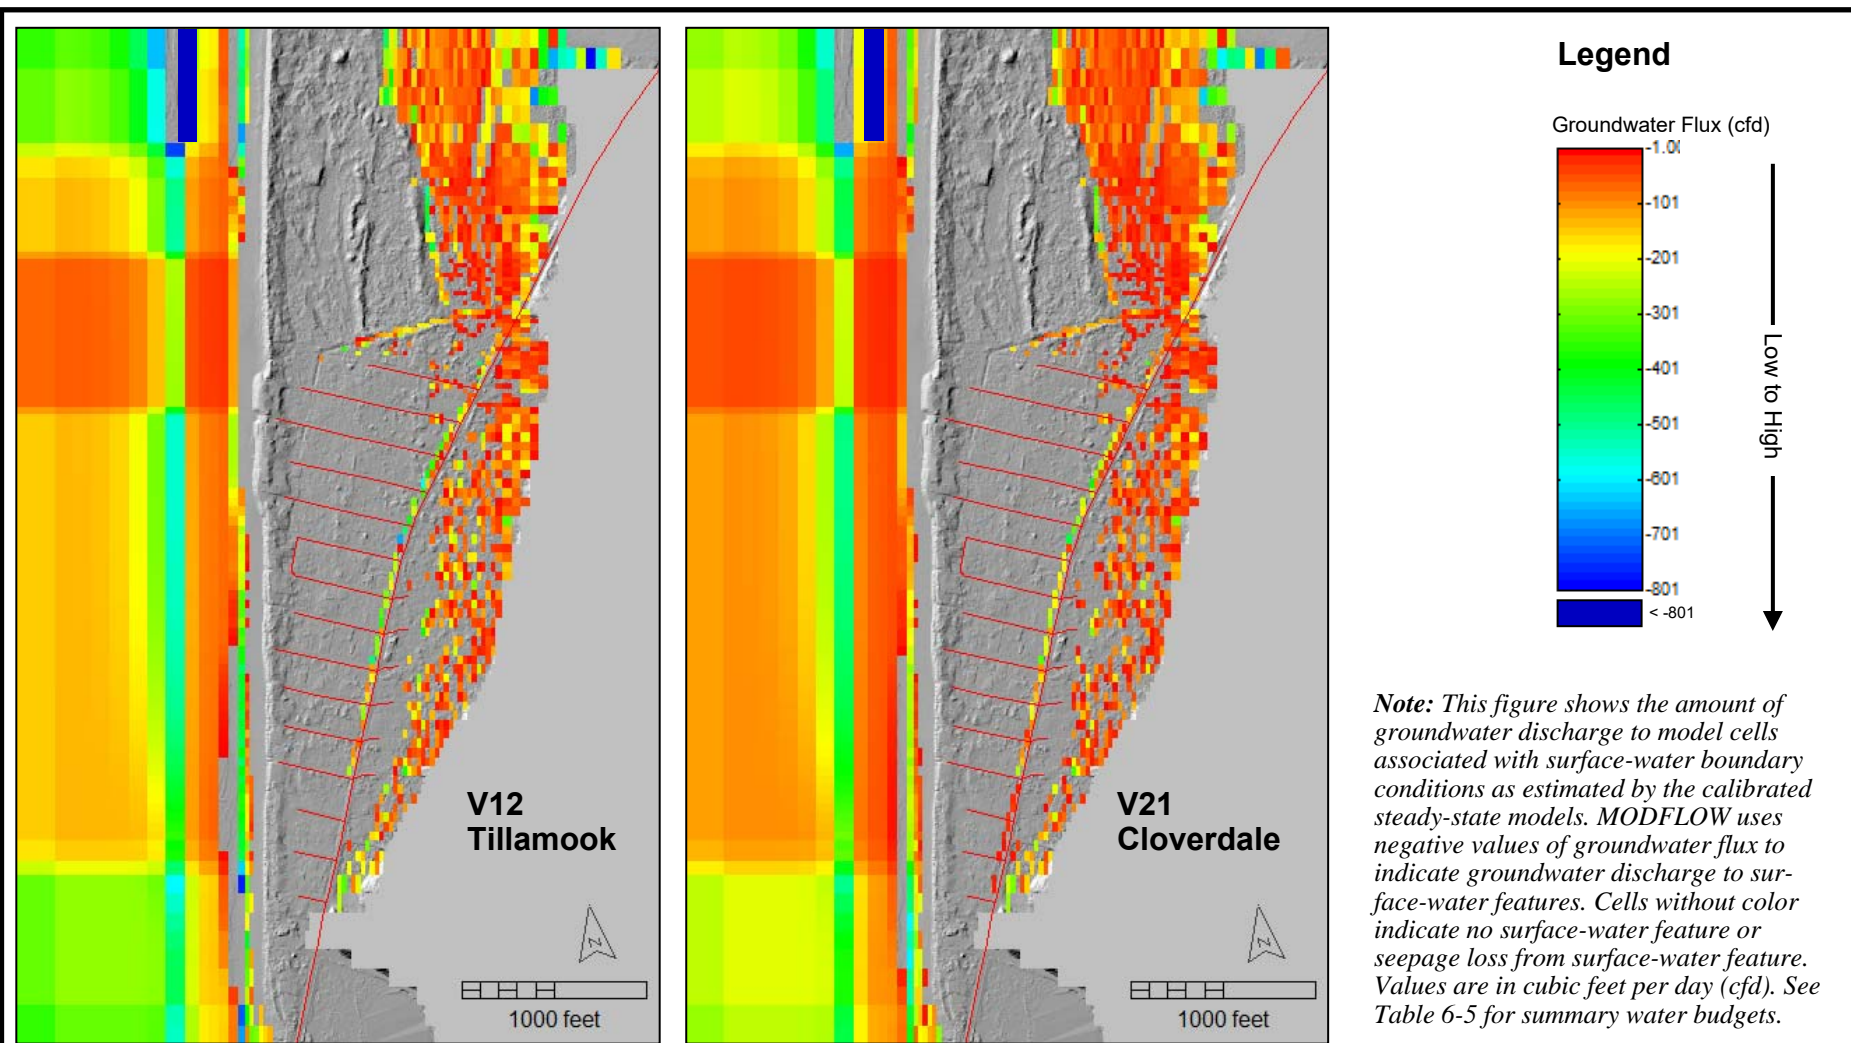 V12
Tillamook
N
1000 feet
V21
Cloverdale
N
1000 feet
Legend
Groundwater Flux (cfd)
-1.00
-101
-201
-301
-401
-501
-601
-701
-801
< -801
Low to High
Note: This figure shows the amount of
groundwater discharge to model cells
associated with surface-water boundary
conditions as estimated by the calibrated
steady-state models. MODFLOW uses
negative values of groundwater flux to
indicate groundwater discharge to sur-
face-water features. Cells without color
indicate no surface-water feature or
seepage loss from surface-water feature.
Values are in cubic feet per day (cfd). See
Table 6-5 for summary water budgets.